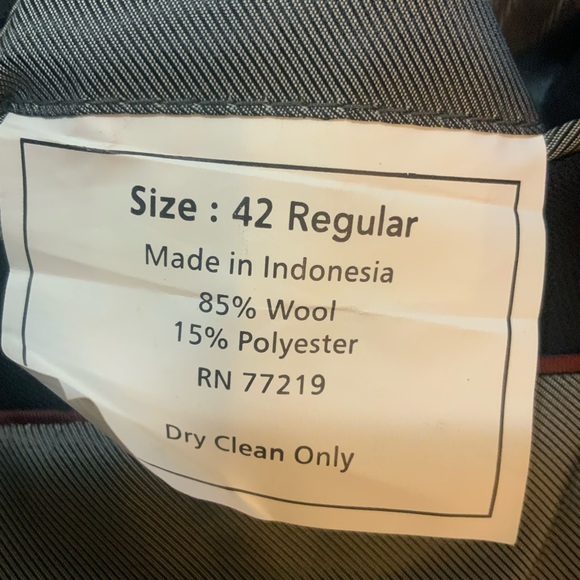 Size : 42 Regular
Made in Indonesia
85% Wool
15% Polyester
RN 77219
Dry Clean Only